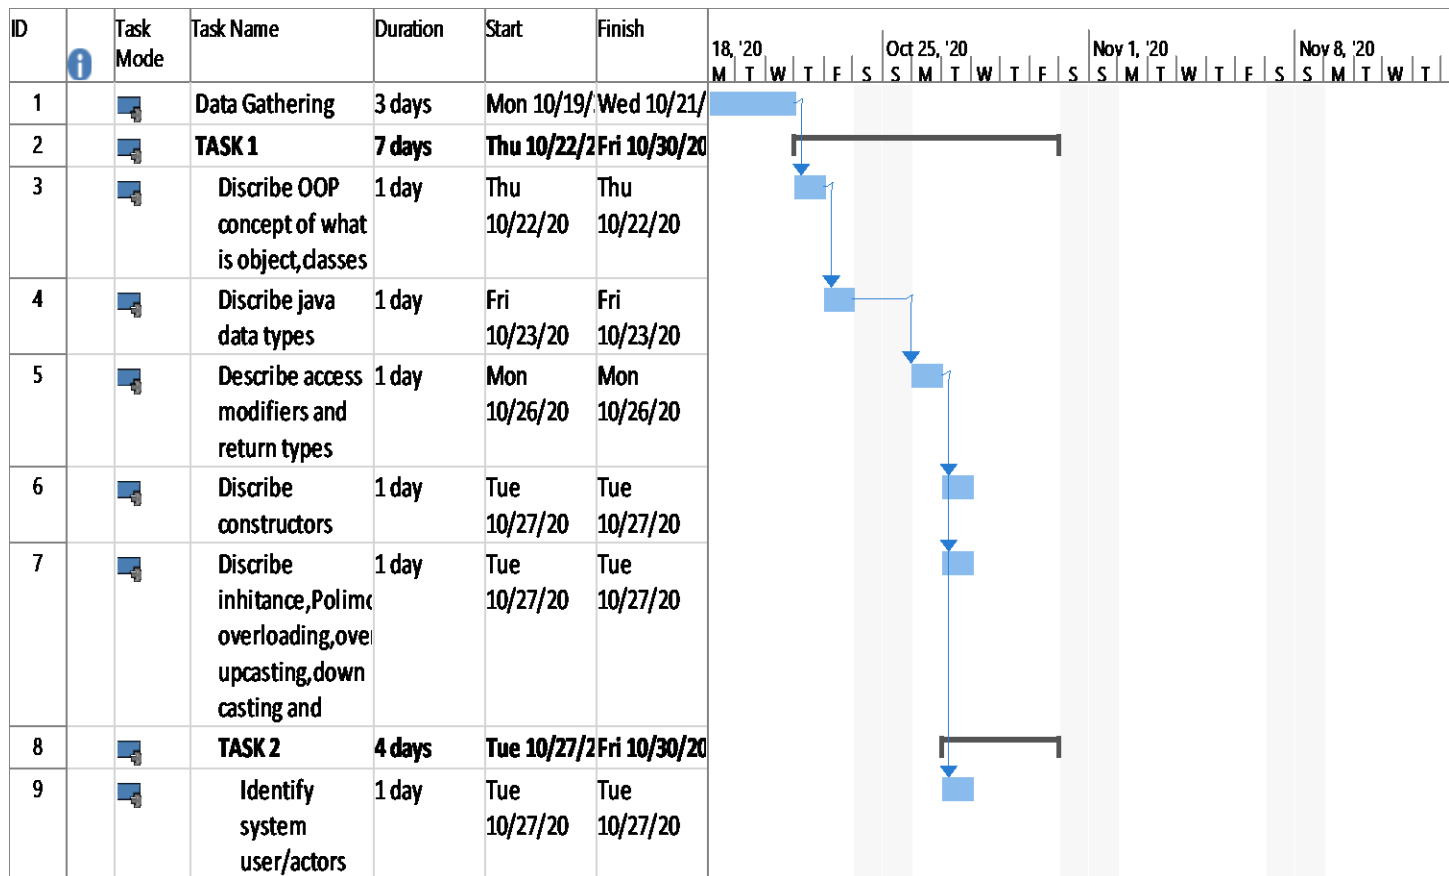 ID Task Mode Task Name Duration Start Finish
18, '20 Oct 25, '20 Nov 1, '20 Nov 8, '20
M T W T F S S M T W T F S S M T W T F S S M T W T
1 Data Gathering 3 days Mon 10/19/ Wed 10/21/
2 TASK 1 7 days Thu 10/22/2 Fri 10/30/20
3 Discribe OOP 1 day Thu Thu
concept of what 10/22/20 10/22/20
is object,classes
4 Discribe java 1 day Fri Fri
data types 10/23/20 10/23/20
5 Describe access 1 day Mon Mon
modifiers and 10/26/20 10/26/20
return types
6 Discribe 1 day Tue Tue
constructors 10/27/20 10/27/20
7 Discribe 1 day Tue Tue
inhitance,Polimo 10/27/20 10/27/20
overloading,over
upcasting,down
casting and
8 TASK 2 4 days Tue 10/27/2 Fri 10/30/20
9 Identify 1 day Tue Tue
system 10/27/20 10/27/20
user/actors